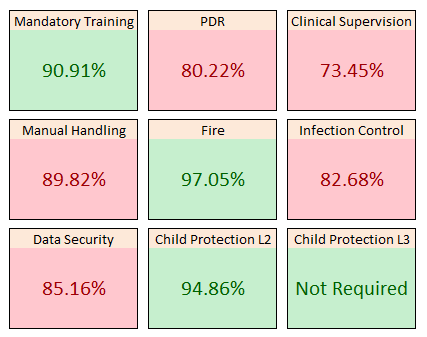 Mandatory Training
90.91%
PDR
80.22%
Clinical Supervision
73.45%
Manual Handling
89.82%
Fire
97.05%
Infection Control
82.68%
Data Security
85.16%
Child Protection L2
94.86%
Child Protection L3
Not Required